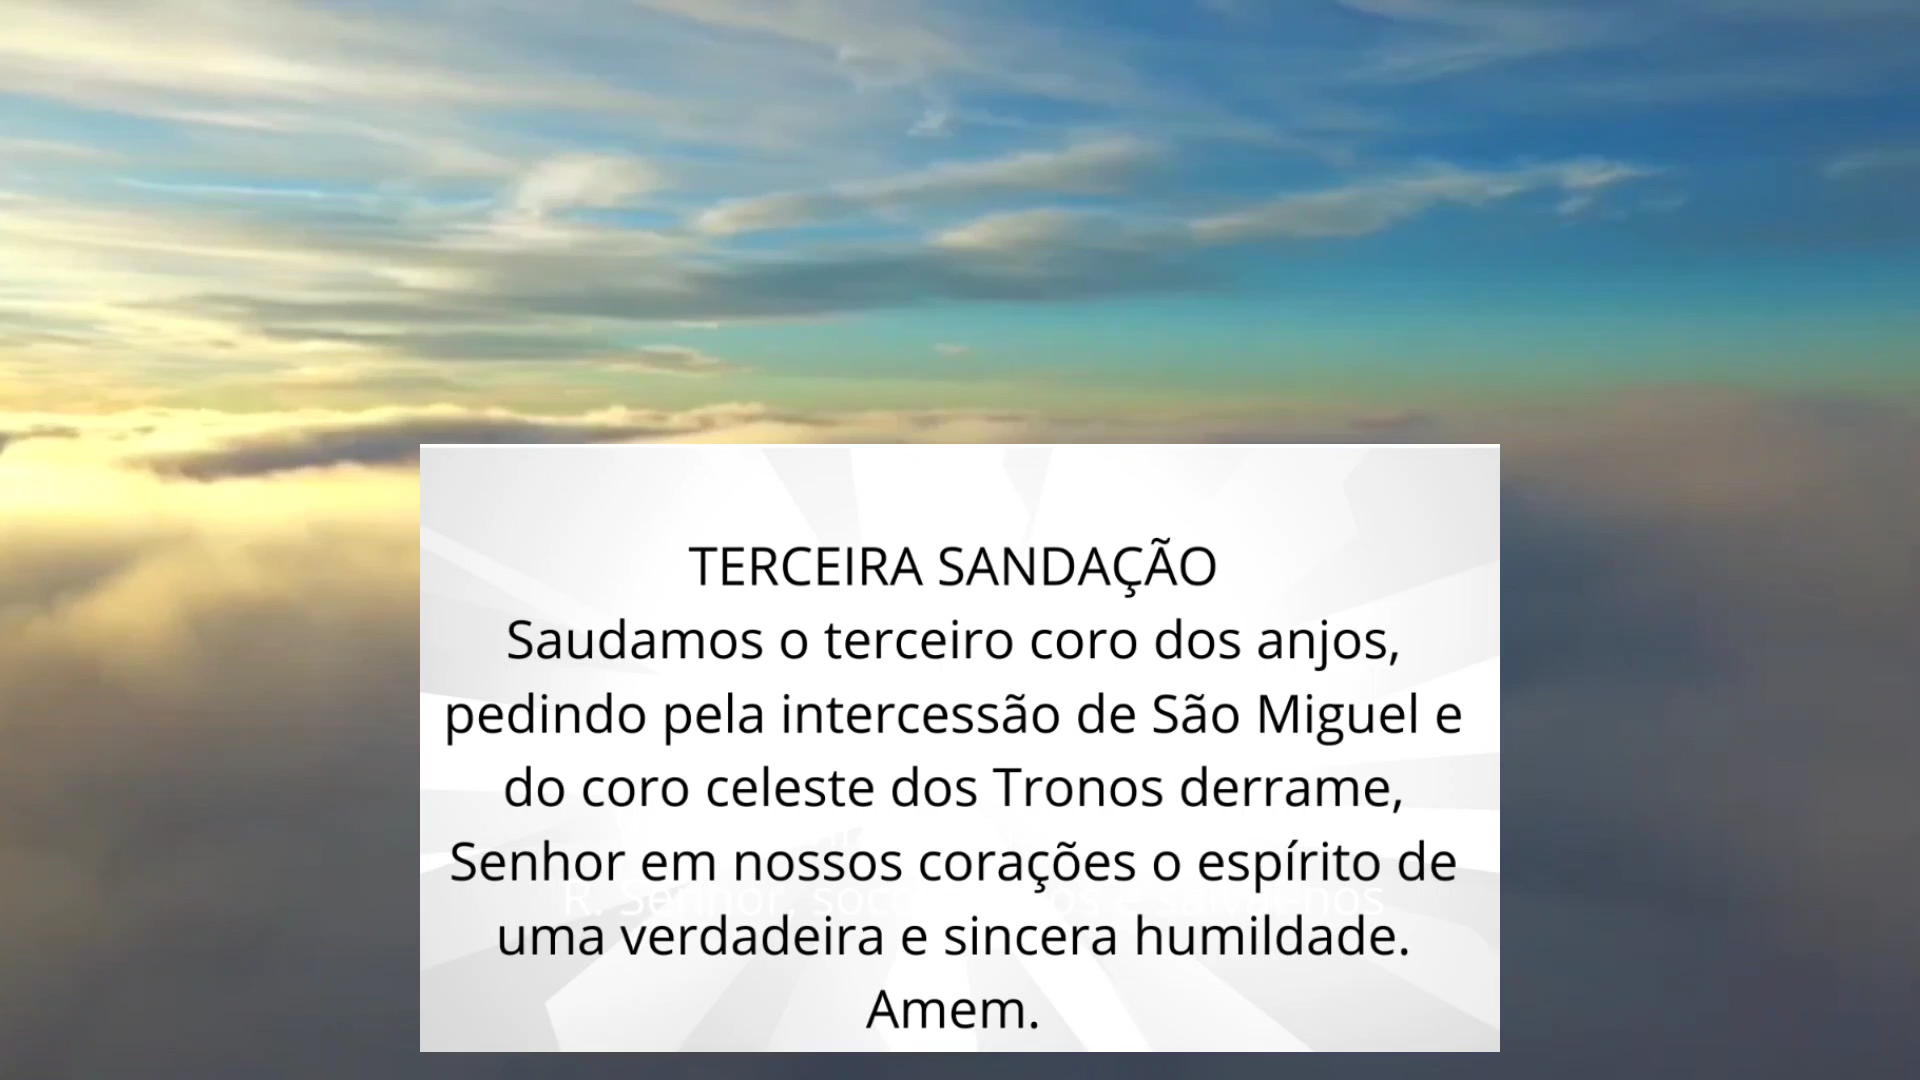 TERCEIRA SANDAÇÃO
Saudamos o terceiro coro dos anjos,
pedindo pela intercessão de São Miguel e
do coro celeste dos Tronos derrame,
Senhor em nossos corações o espírito de
R. Senhor,
uma verdadeira e sincera humildade.
Amem.